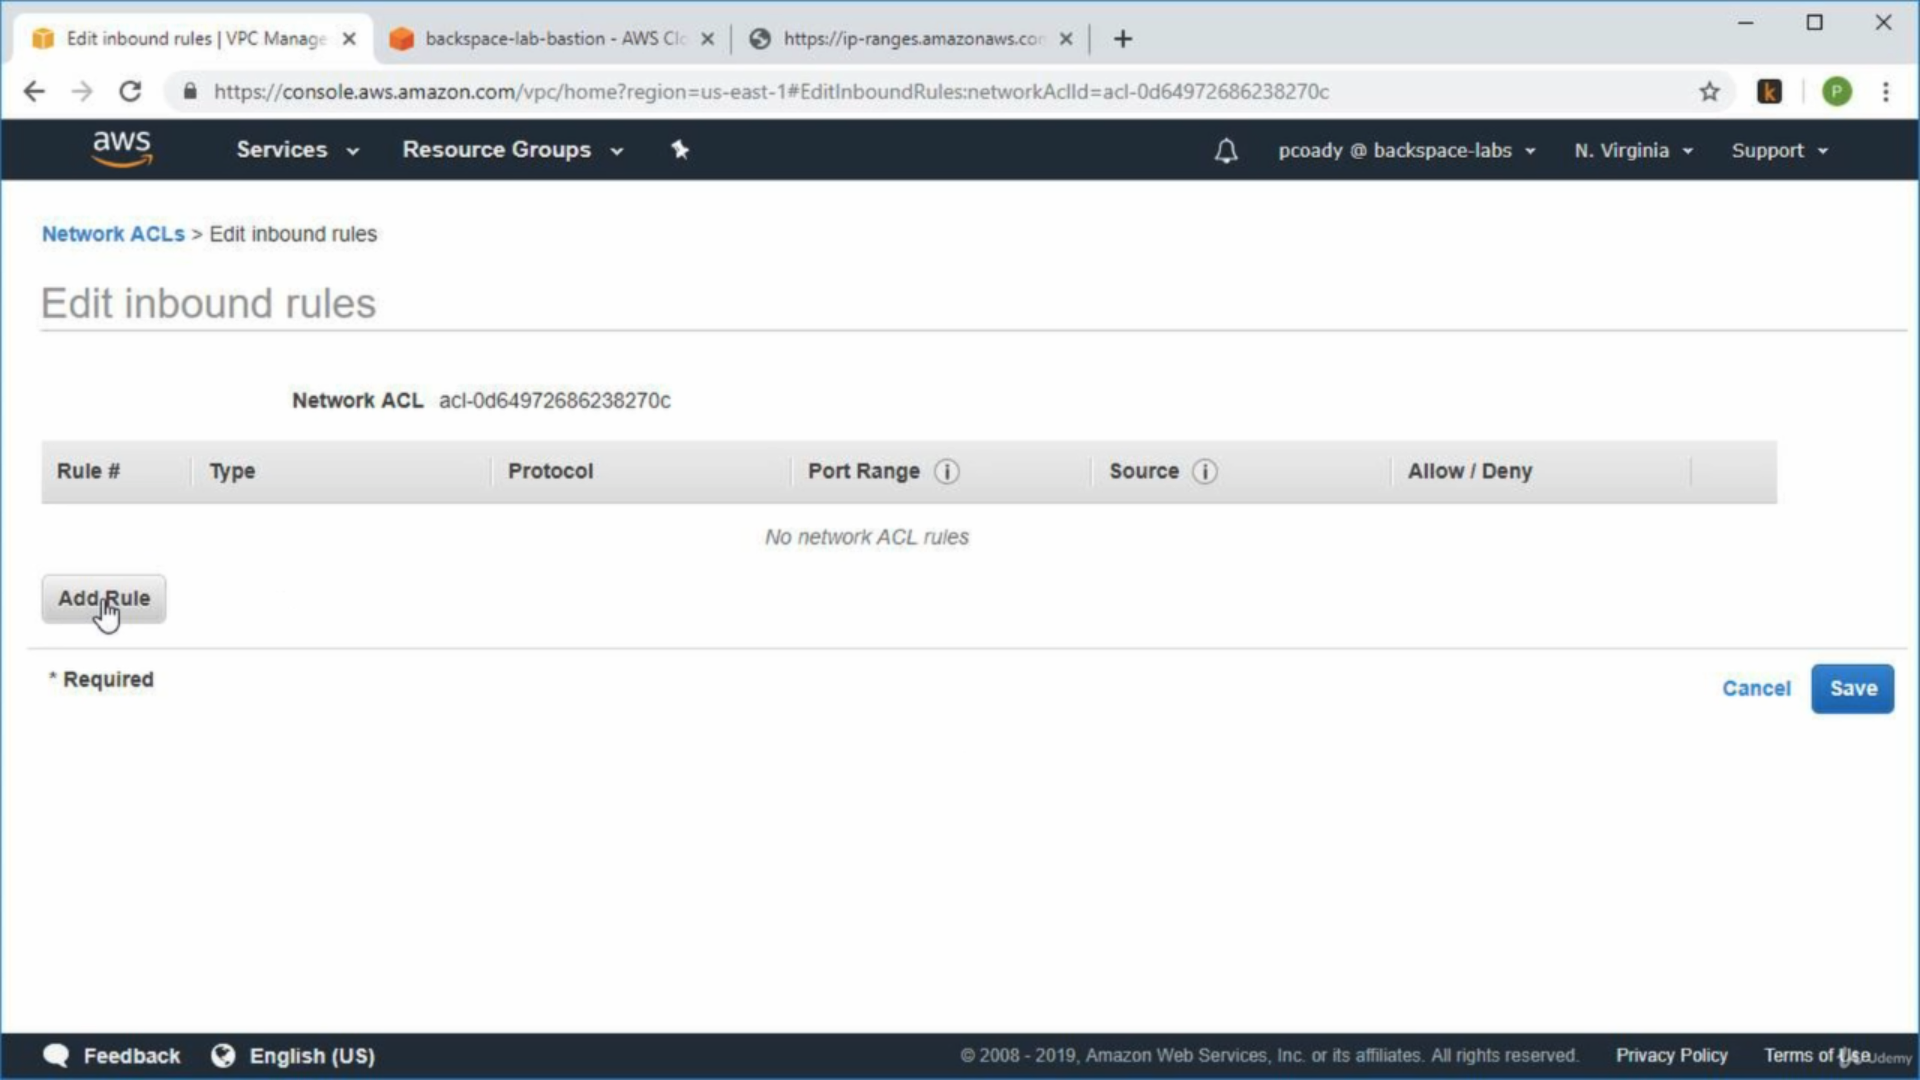 Edit inbound rules | VPC Manage
backspace-lab-bastion - AWS Clo
https://ip-ranges.amazonaws.con
https://console.aws.amazon.com/vpc/home?region=us-east-1#EditInboundRules:networkAclId=acl-0d64972686238270c
k
P
aws
Services
Resource Groups
pcoady @ backspace-labs
N. Virginia
Support
Network ACLs > Edit inbound rules
Edit inbound rules
Network ACL acl-0d64972686238270c
Rule # Type Protocol Port Range i Source i Allow / Deny
No network ACL rules
Add Rule
* Required
Cancel
Save
Feedback
English (US)
© 2008 - 2019, Amazon Web Services, Inc. or its affiliates. All rights reserved.
Privacy Policy
Terms of Use
Udemy